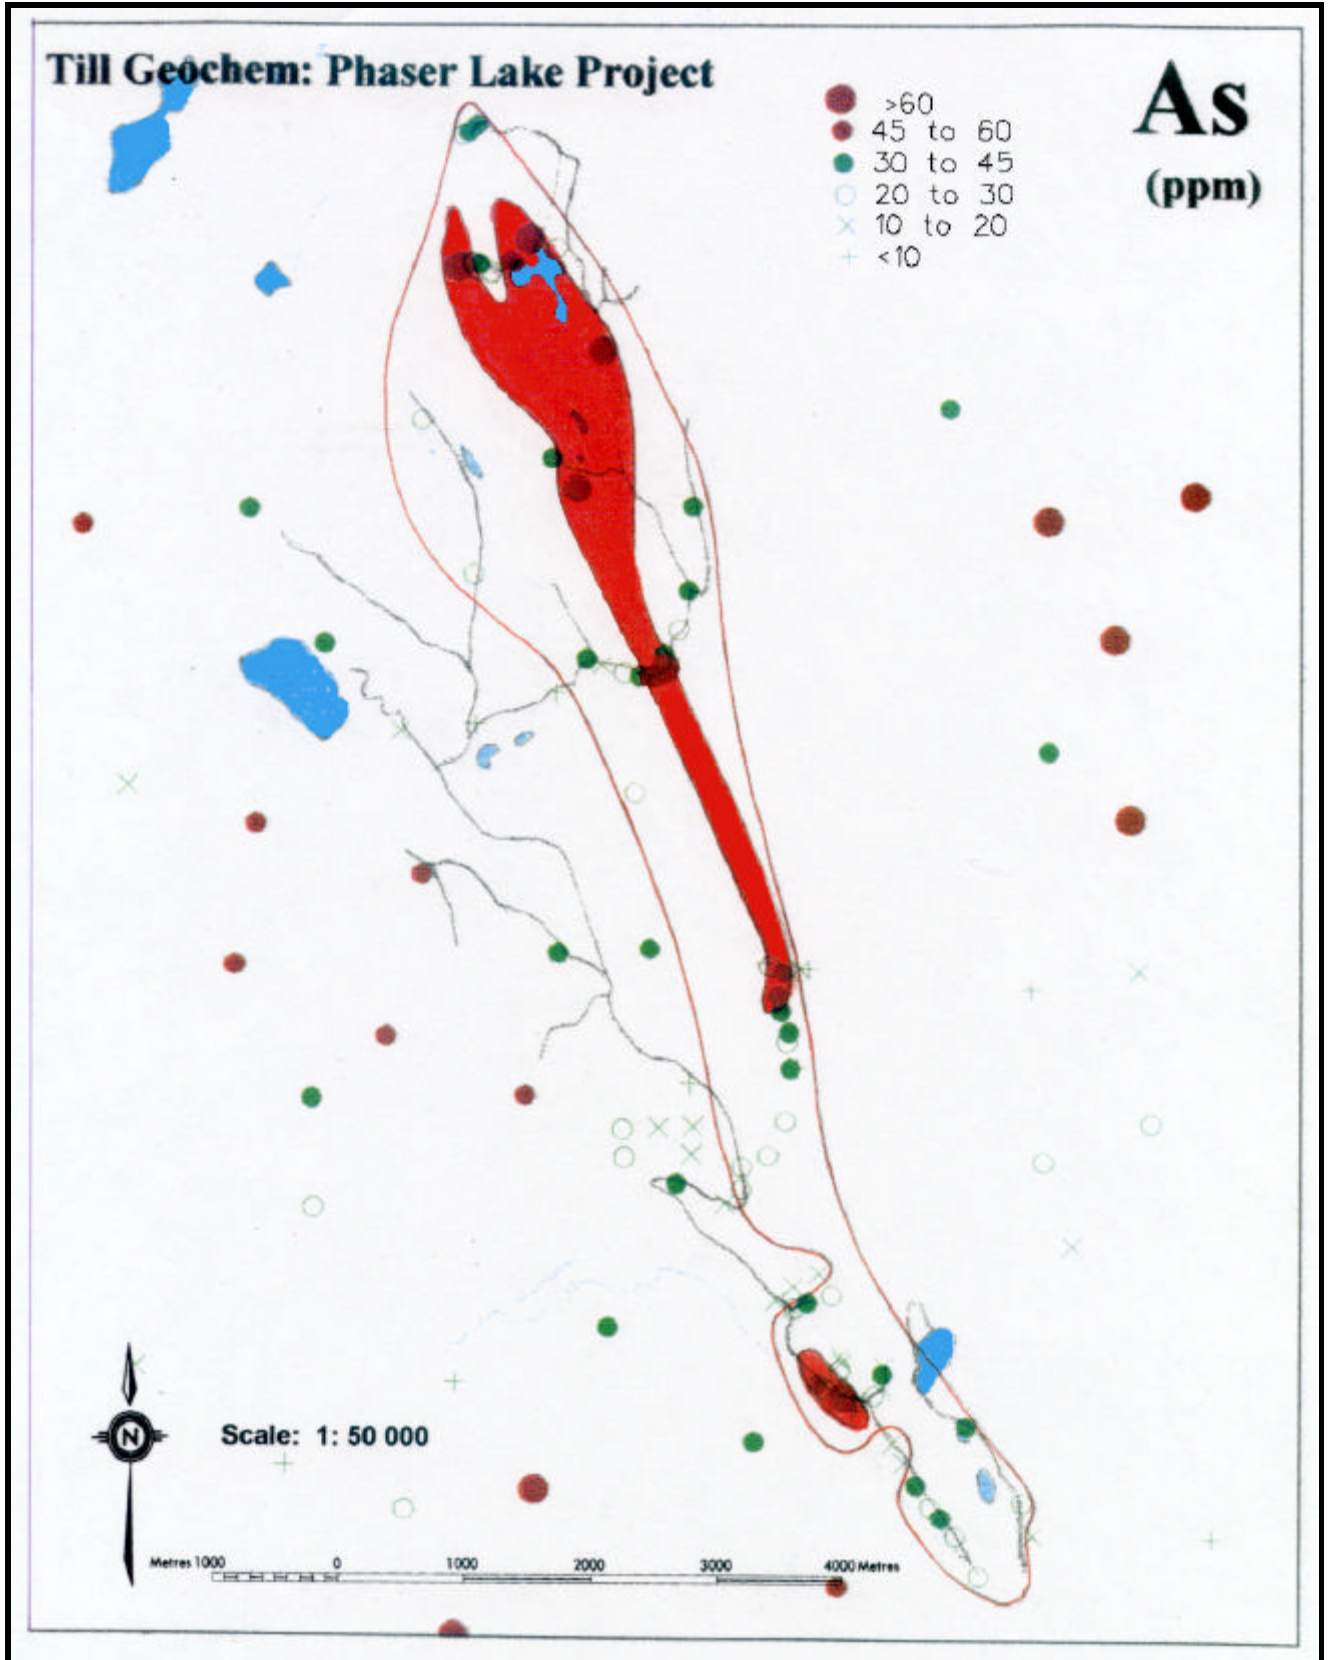 Till Geochem: Phaser Lake Project
As
(ppm)
>60
45 to 60
30 to 45
20 to 30
10 to 20
<10
N
Scale: 1: 50 000
Metres 1000 0 1000 2000 3000 4000 Metres